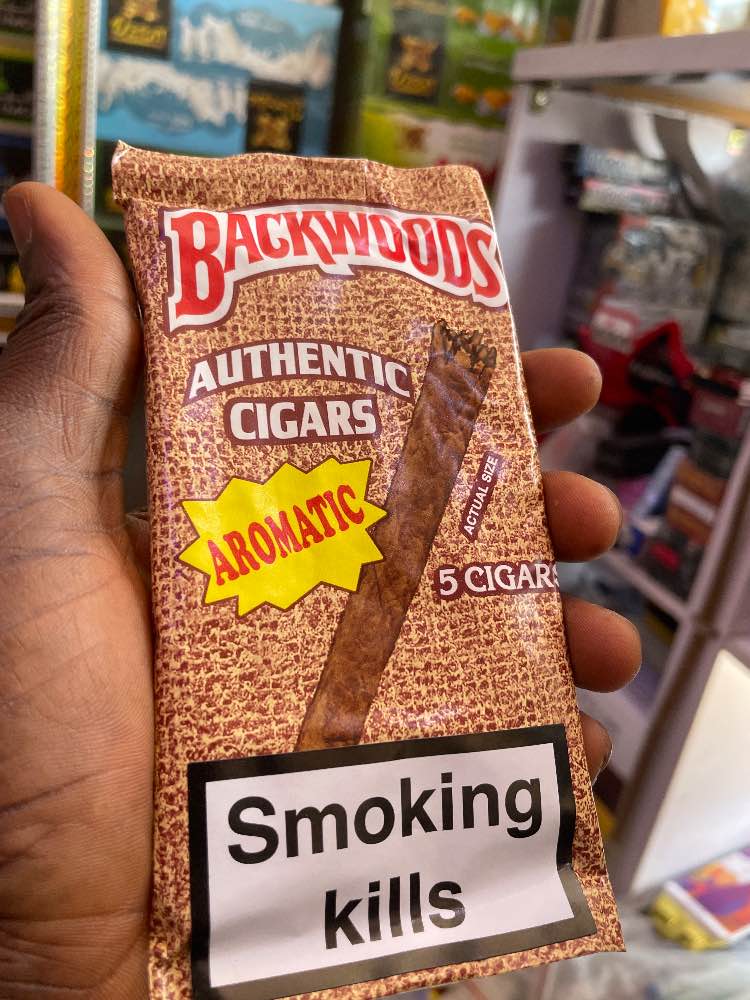 BACKWOODS
AUTHENTIC
CIGARS
AROMATIC
ACTUAL SIZE
5 CIGARS
Smoking
kills